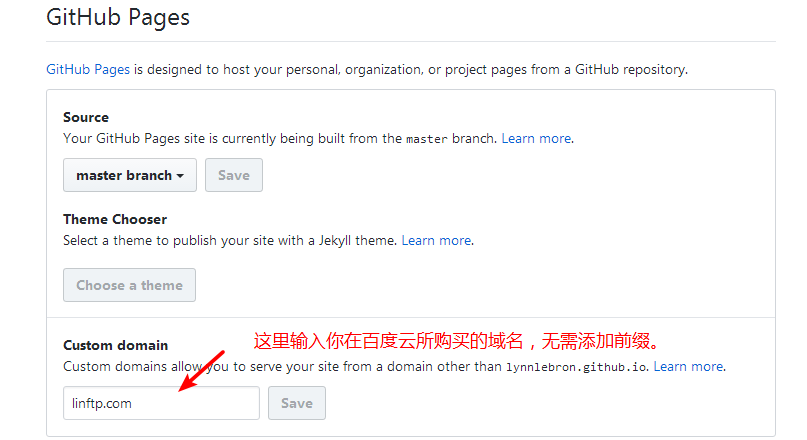 GitHub Pages
GitHub Pages is designed to host your personal, organization, or project pages from a GitHub repository.
Source
Your GitHub Pages site is currently being built from the master branch. Learn more.
master branch Save
Theme Chooser
Select a theme to publish your site with a Jekyll theme. Learn more.
Choose a theme
这里输入你在百度云所购买的域名，无需添加前缀。
Custom domain
Custom domains allow you to serve your site from a domain other than lynnlebron.github.io. Learn more.
linftp.com Save